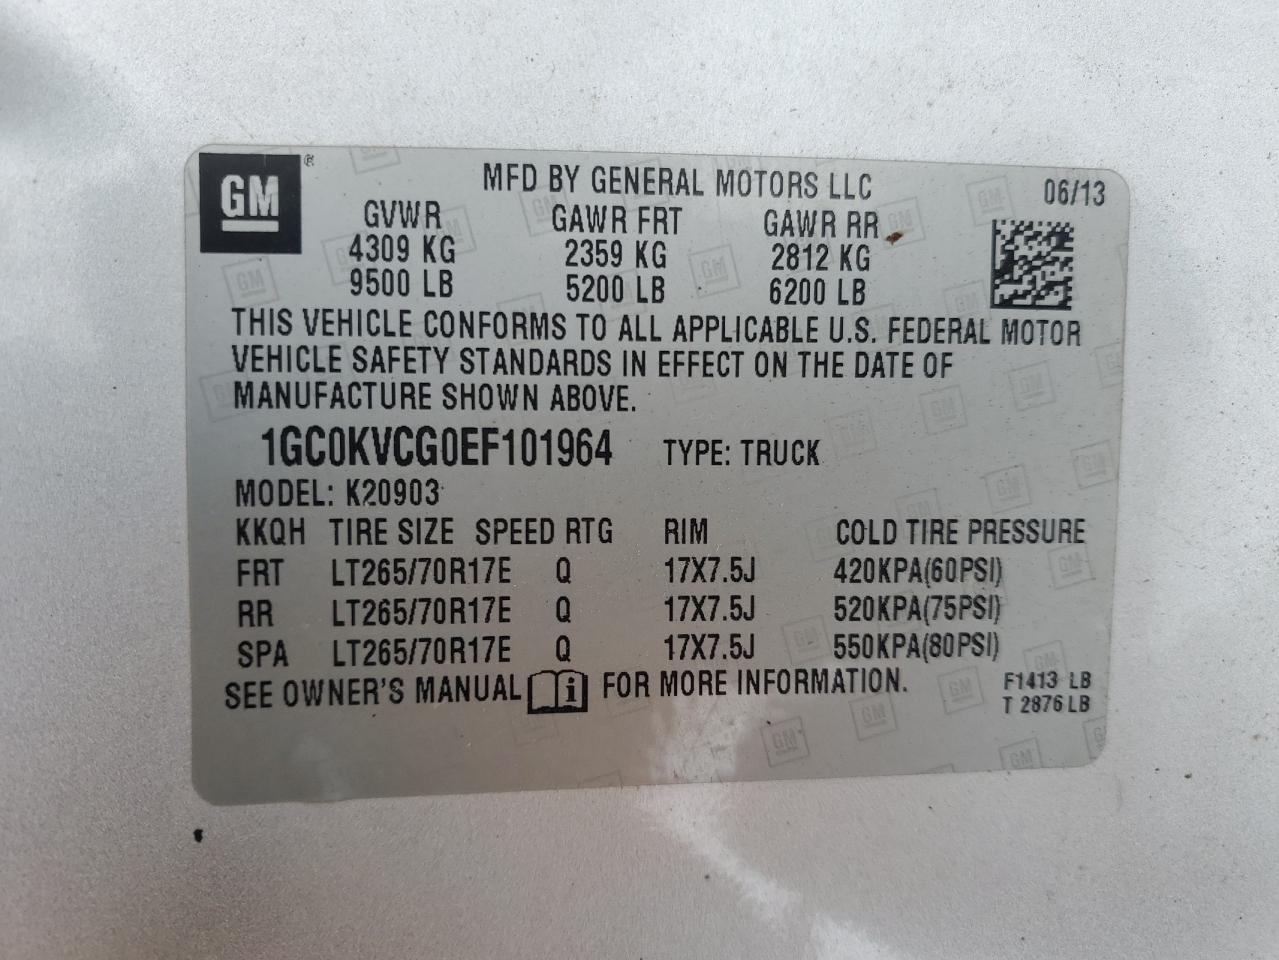 GM ®
MFD BY GENERAL MOTORS LLC 06/13
GVWR GAWR FRT GAWR RR
4309 KG 2359 KG 2812 KG
9500 LB 5200 LB 6200 LB
THIS VEHICLE CONFORMS TO ALL APPLICABLE U.S. FEDERAL MOTOR
VEHICLE SAFETY STANDARDS IN EFFECT ON THE DATE OF
MANUFACTURE SHOWN ABOVE.
1GC0KVCG0EF101964 TYPE: TRUCK
MODEL: K20903
KKQH TIRE SIZE SPEED RTG RIM COLD TIRE PRESSURE
FRT LT265/70R17E Q 17X7.5J 420KPA(60PSI)
RR LT265/70R17E Q 17X7.5J 520KPA(75PSI)
SPA LT265/70R17E Q 17X7.5J 550KPA(80PSI)
SEE OWNER'S MANUAL i FOR MORE INFORMATION.
F1413 LB
T 2876 LB